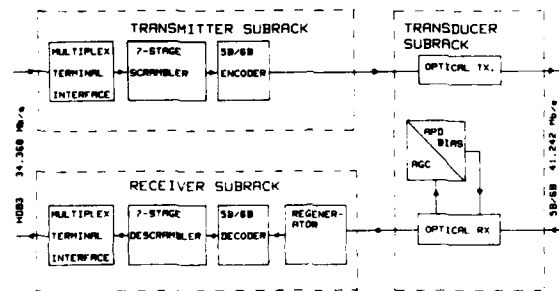 TRANSMITTER SUBRACK
MULTIPLEX
TERMINAL
INTERFACE
7-STAGE
SCRAMBLER
5B/6B
ENCODER
TRANSDUCER
SUBRACK
OPTICAL TX.
APD
BIAS
AGC
OPTICAL RX
RECEIVER SUBRACK
MULTIPLEX
TERMINAL
INTERFACE
7-STAGE
DESCRAMBLER
5B/6B
DECODER
REGENER-
ATOR
HDB3 34.368 Mb/s
5B/6B 41.242 Mb/s